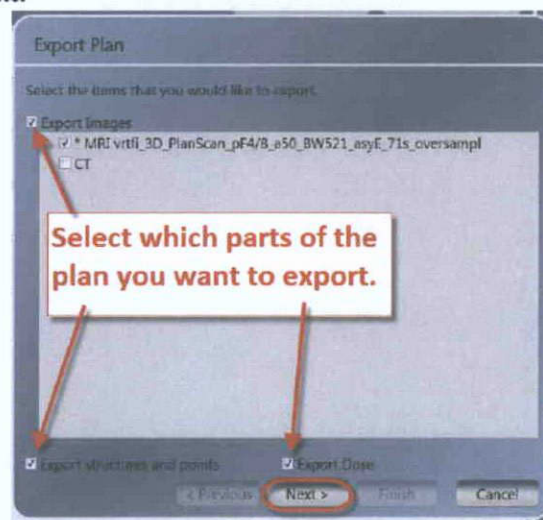 Export Plan
Select the items that you would like to export.
Export Images
* MRI vrtfi_3D_PlanScan_pF4/8_a50_BW521_asyE_71s_oversampl
CT
Select which parts of the
plan you want to export.
Export structures and points
Export Dose
< Previous
Next >
Finish
Cancel